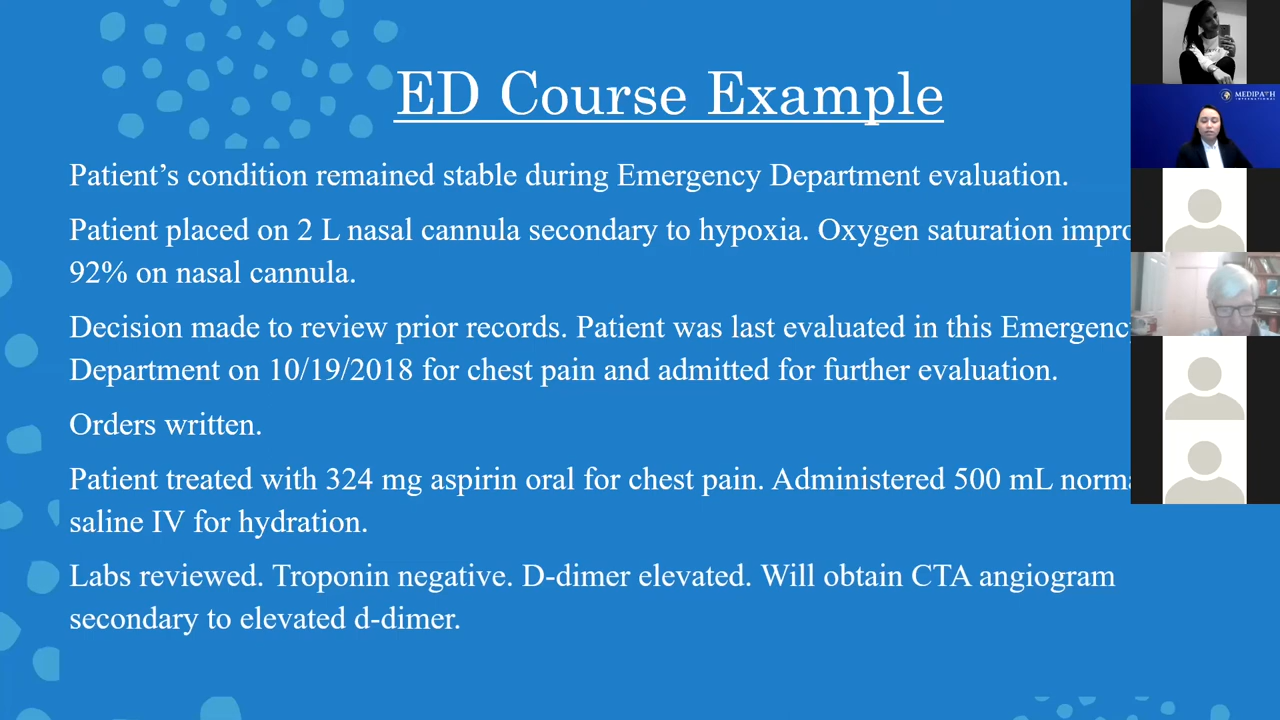 ED Course Example
Patient’s condition remained stable during Emergency Department evaluation.
Patient placed on 2 L nasal cannula secondary to hypoxia. Oxygen saturation
92% on nasal cannula.
Decision made to review prior records. Patient was last evaluated in this
Department on 10/19/2018 for chest pain and admitted for further evaluation.
Orders written.
Patient treated with 324 mg aspirin oral for chest pain. Administered 500 mL
saline IV for hydration.
Labs reviewed. Troponin negative. D-dimer elevated. Will obtain CTA angiogram
secondary to elevated d-dimer.
MEDIPATH
INTERNATIONAL